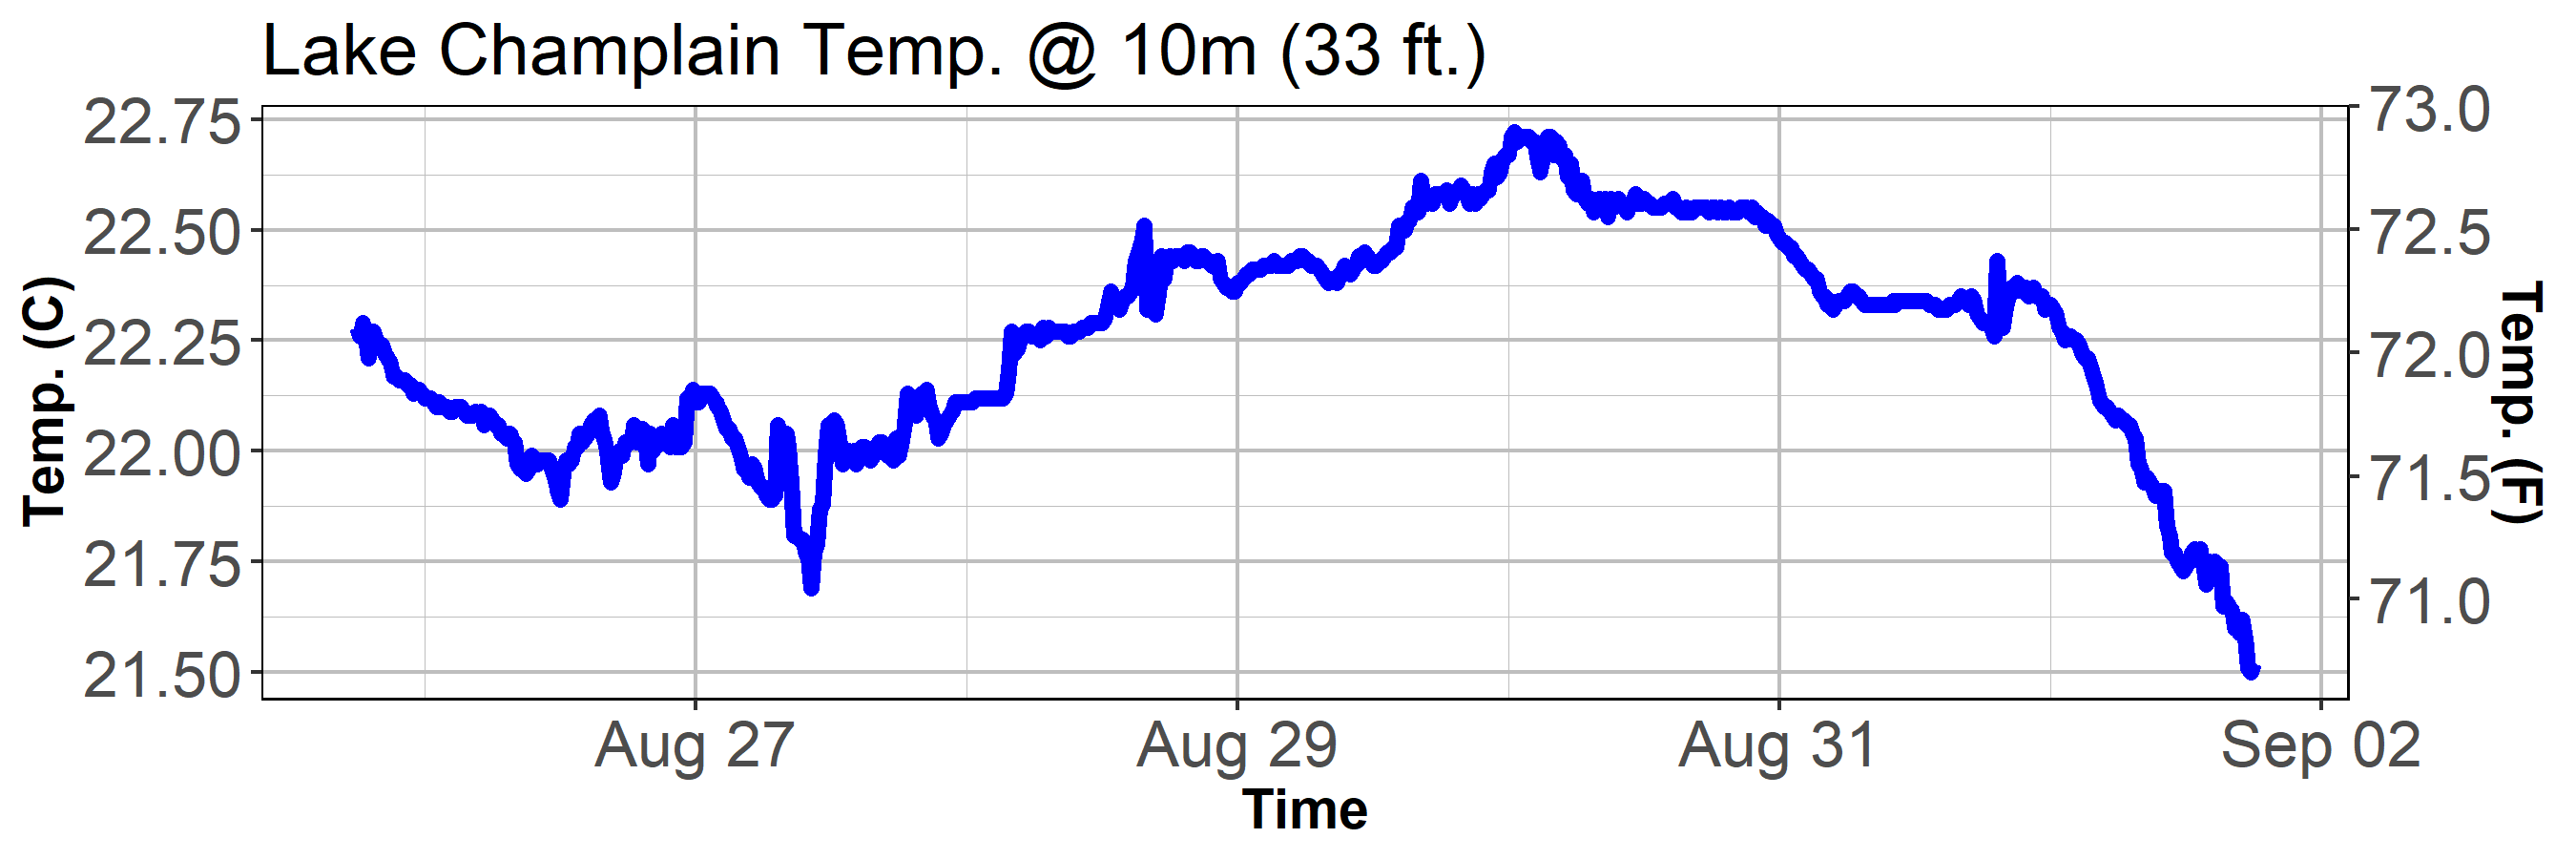 Lake Champlain Temp. @ 10m (33 ft.)
22.75
22.50
22.25
22.00
21.75
21.50
Temp. (C)
73.0
72.5
72.0
71.5
71.0
Temp. (F)
Aug 27
Aug 29
Aug 31
Sep 02
Time